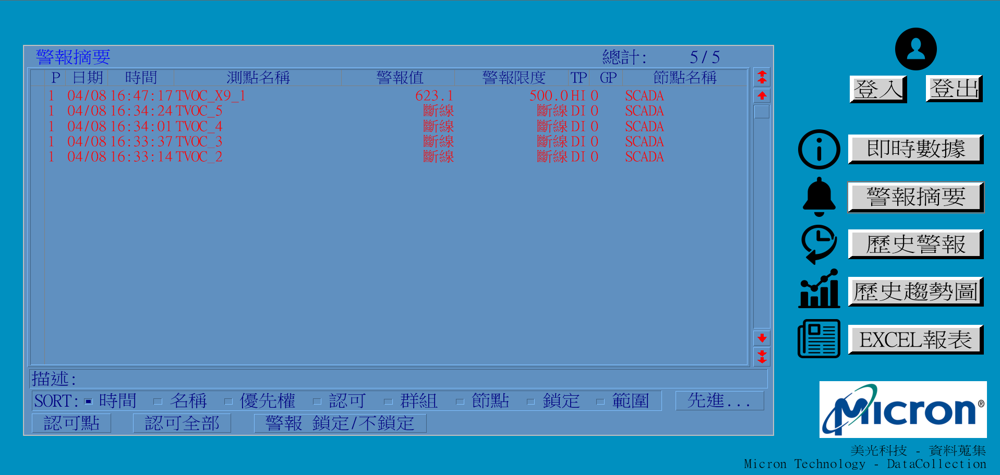 警報摘要 總計: 5/5
P 日期 時間 測點名稱 警報值 警報限度 TP GP 節點名稱
1 04/08 16:47:17 TVOC_X9_1 623.1 500.0 HI 0 SCADA
1 04/08 16:34:24 TVOC_5 斷線 斷線 DI 0 SCADA
1 04/08 16:34:01 TVOC_4 斷線 斷線 DI 0 SCADA
1 04/08 16:33:37 TVOC_3 斷線 斷線 DI 0 SCADA
1 04/08 16:33:14 TVOC_2 斷線 斷線 DI 0 SCADA
描述:
SORT: 時間 名稱 優先權 認可 群組 節點 鎖定 範圍 先進...
認可點 認可全部 警報 鎖定/不鎖定
登入 登出
即時數據
警報摘要
歷史警報
歷史趨勢圖
EXCEL報表
Micron®
美光科技 - 資料蒐集
Micron Technology - DataCollection